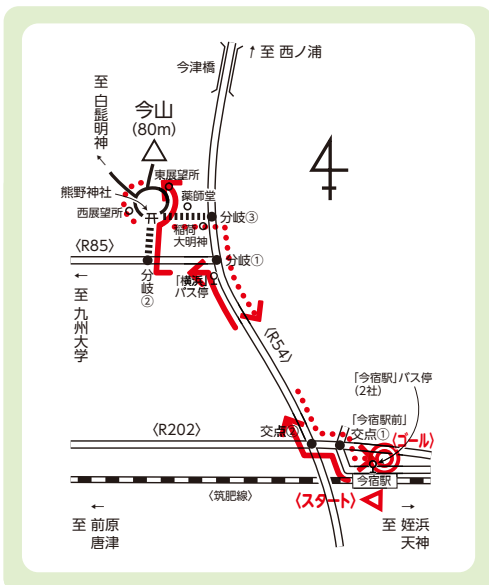 至 西ノ浦
今津橋
至 白髭明神
今山
(80m)
東展望所
薬師堂
熊野神社
西展望所
分岐③
稲荷
大明神
〈R85〉
分岐①
分岐②
「横浜」
バス停
至 九州大学
〈R54〉
「今宿駅」バス停
(2社)
「今宿駅前」
交点①
〈ゴール〉
〈R202〉
交点②
今宿駅
〈筑肥線〉
〈スタート〉
至 前原
唐津
至 姪浜
天神